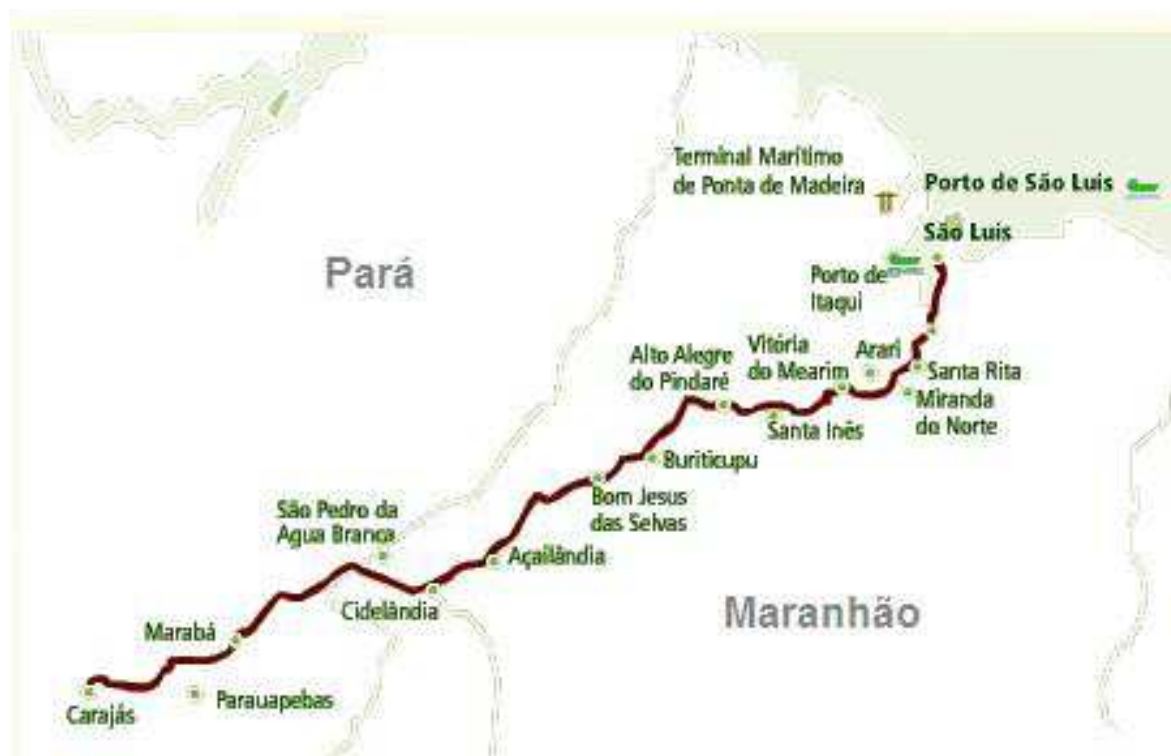 Terminal Marítimo
de Ponta de Madeira
Porto de São Luís
São Luís
Pará
Porto de
Itaqui
Alto Alegre
do Pindaré
Vitória
do Mearim
Arari
Santa Rita
Miranda
do Norte
Santa Inês
Buriticupu
Bom Jesus
das Selvas
São Pedro da
Agua Branca
Açailândia
Cidelândia
Maranhão
Marabá
Parauapebas
Carajás